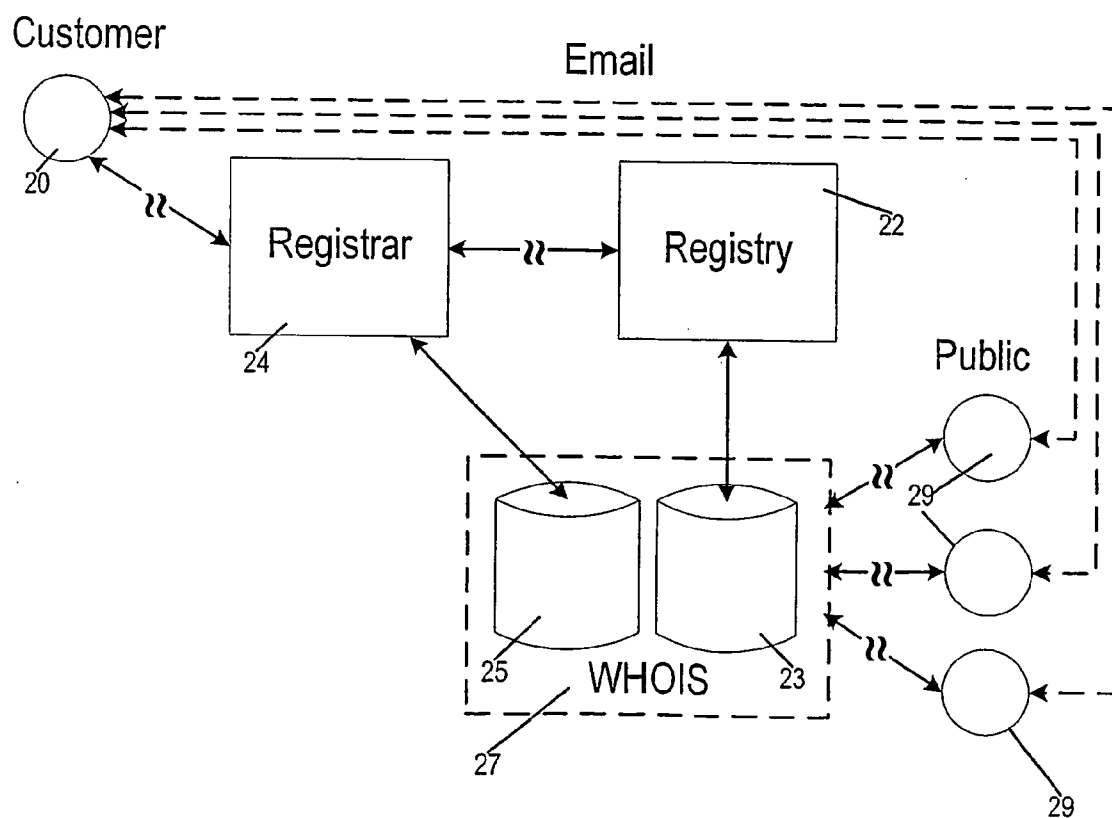 Customer
Email
20
Registrar
Registry
22
24
Public
29
25
WHOIS
23
27
29